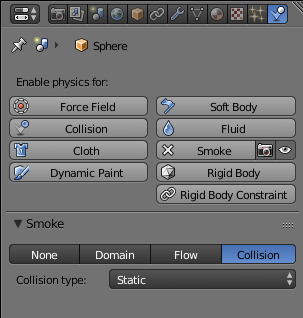 Sphere
Enable physics for:
Force Field
Soft Body
Collision
Fluid
Cloth
Smoke
Dynamic Paint
Rigid Body
Rigid Body Constraint
Smoke
None
Domain
Flow
Collision
Collision type:
Static